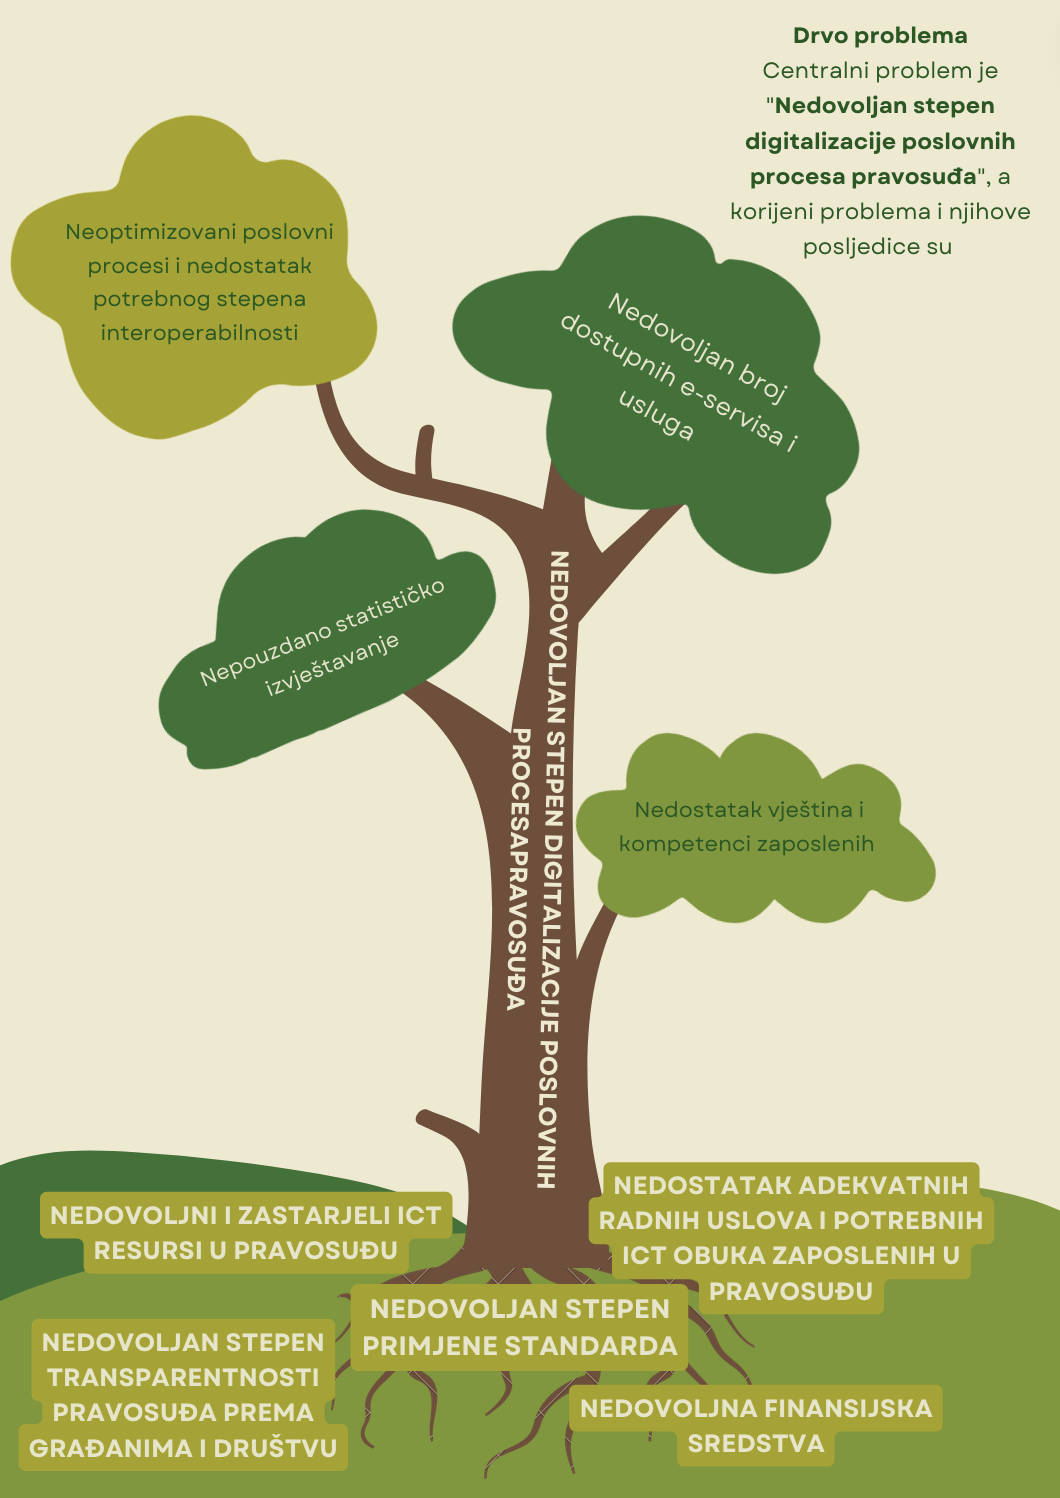 Drvo problema
Centralni problem je
"Nedovoljan stepen
digitalizacije poslovnih
procesa pravosuđa", a
korijeni problema i njihove
posljedice su
Neoptimizovani poslovni
procesi i nedostatak
potrebnog stepena
interoperabilnosti
Nedovoljan broj
dostupnih e-servisa i
usluga
Nepouzdano statističko
izvještavanje
Nedostatak vještina i
kompetenci zaposlenih
NEDOVOLJAN STEPEN DIGITALIZACIJE POSLOVNIH
PROCESAPRAVOSUĐA
NEDOVOLJNI I ZASTARJELI ICT
RESURSI U PRAVOSUĐU
NEDOSTATAK ADEKVATNIH
RADNIH USLOVA I POTREBNIH
ICT OBUKA ZAPOSLENIH U
PRAVOSUĐU
NEDOVOLJAN STEPEN
PRIMJENE STANDARDA
NEDOVOLJAN STEPEN
TRANSPARENTNOSTI
PRAVOSUĐA PREMA
GRAĐANIMA I DRUŠTVU
NEDOVOLJNA FINANSIJSKA
SREDSTVA